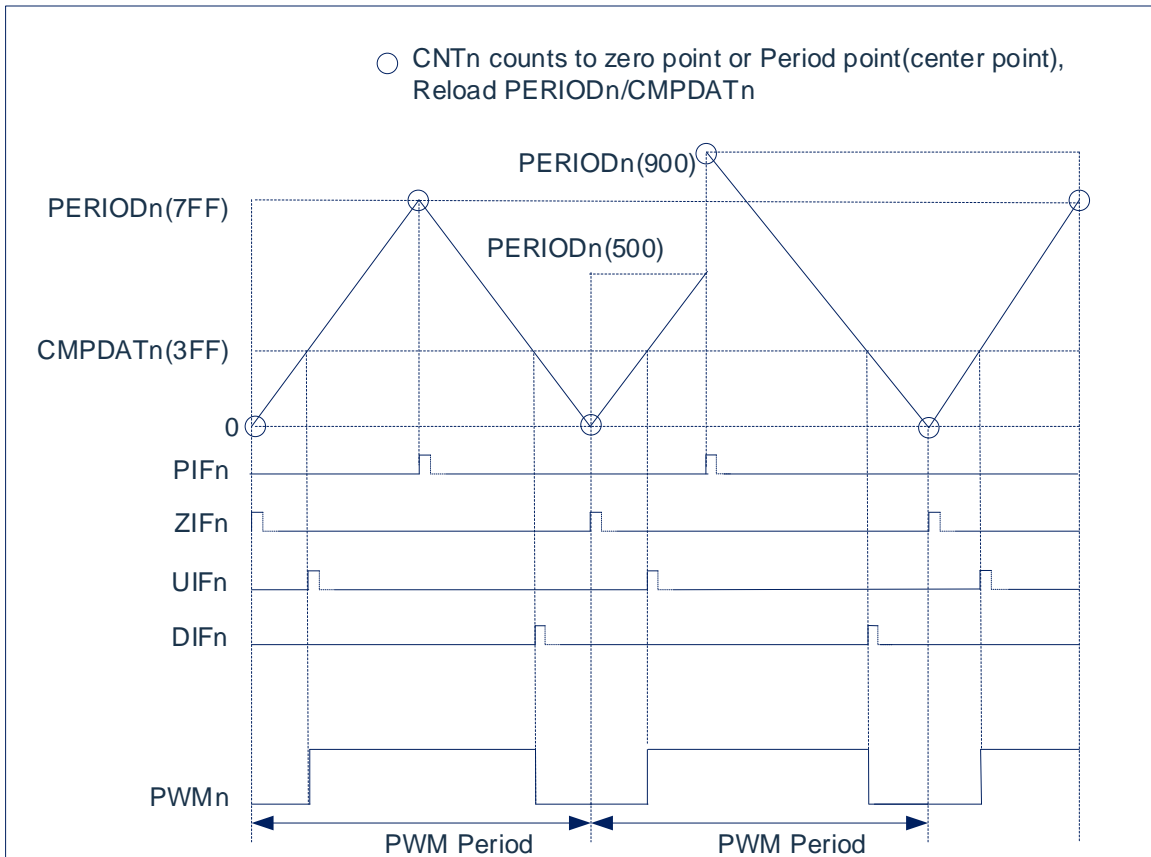 CNTn counts to zero point or Period point(center point),
Reload PERIODn/CMPDATn
PERIODn(900)
PERIODn(7FF)
PERIODn(500)
CMPDATn(3FF)
0
PIFn
ZIFn
UIFn
DIFn
PWMn
PWM Period
PWM Period